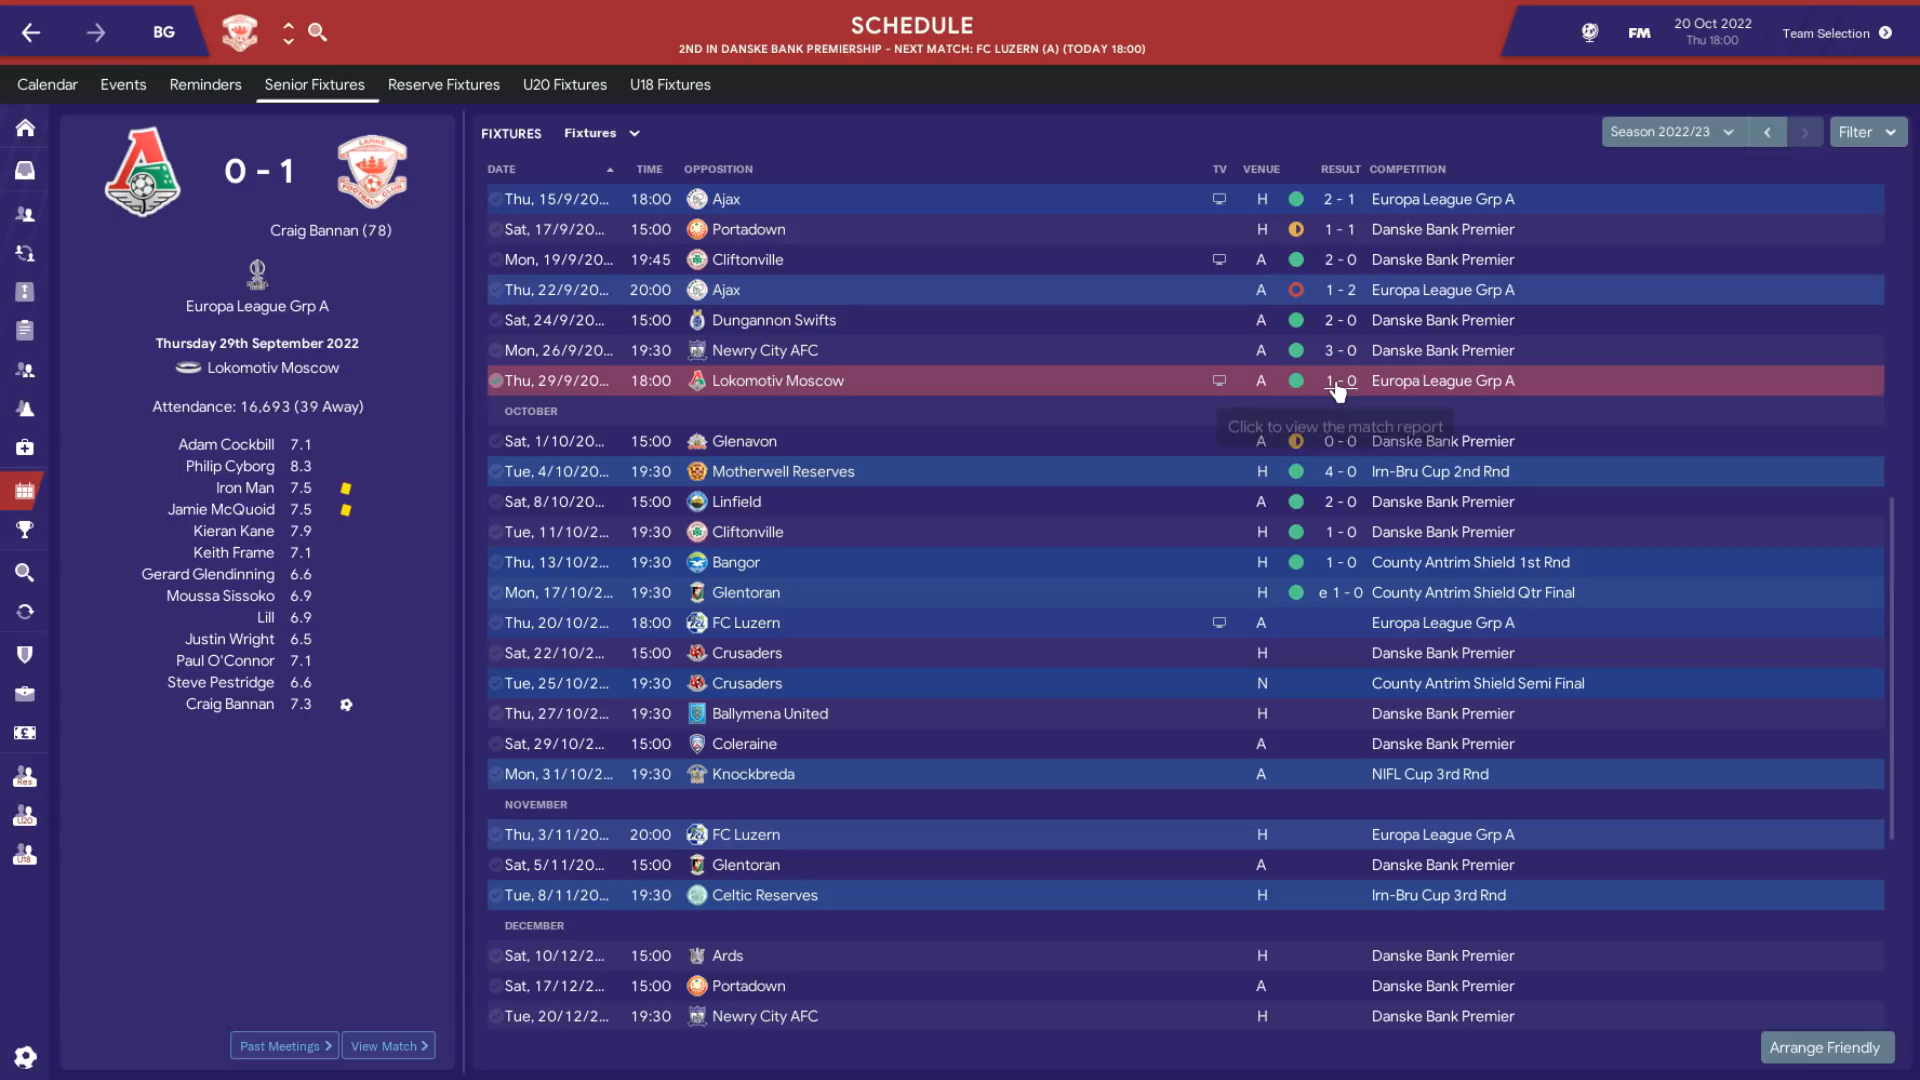 BG
SCHEDULE
2ND IN DANSKE BANK PREMIERSHIP - NEXT MATCH: FC LUZERN (A) (TODAY 18:00)
FM
20 Oct 2022
Thu 18:00
Team Selection
Calendar Events Reminders Senior Fixtures Reserve Fixtures U20 Fixtures U18 Fixtures
0 - 1
LARNE
FOOTBALL CLUB
Craig Bannan (78)
Europa League Grp A
Thursday 29th September 2022
Lokomotiv Moscow
Attendance: 16,693 (39 Away)
Adam Cockbill 7.1
Philip Cyborg 8.3
Iron Man 7.5
Jamie McQuoid 7.5
Kieran Kane 7.9
Keith Frame 7.1
Gerard Glendinning 6.6
Moussa Sissoko 6.9
Lill 6.9
Justin Wright 6.5
Paul O'Connor 7.1
Steve Pestridge 6.6
Craig Bannan 7.3
Past Meetings
View Match
Res
U20
U18
FIXTURES Fixtures
Season 2022/23
Filter
DATE TIME OPPOSITION TV VENUE RESULT COMPETITION
Thu, 15/9/20... 18:00 Ajax H 2 - 1 Europa League Grp A
Sat, 17/9/20... 15:00 Portadown H 1 - 1 Danske Bank Premier
Mon, 19/9/20... 19:45 Cliftonville A 2 - 0 Danske Bank Premier
Thu, 22/9/20... 20:00 Ajax A 1 - 2 Europa League Grp A
Sat, 24/9/20... 15:00 Dungannon Swifts A 2 - 0 Danske Bank Premier
Mon, 26/9/20... 19:30 Newry City AFC A 3 - 0 Danske Bank Premier
Thu, 29/9/20... 18:00 Lokomotiv Moscow A 1 - 0 Europa League Grp A
OCTOBER
Click to view the match report
Sat, 1/10/20... 15:00 Glenavon A 0 - 0 Danske Bank Premier
Tue, 4/10/20... 19:30 Motherwell Reserves H 4 - 0 Irn-Bru Cup 2nd Rnd
Sat, 8/10/20... 15:00 Linfield A 2 - 0 Danske Bank Premier
Tue, 11/10/2... 19:30 Cliftonville H 1 - 0 Danske Bank Premier
Thu, 13/10/2... 19:30 Bangor H 1 - 0 County Antrim Shield 1st Rnd
Mon, 17/10/2... 19:30 Glentoran H e 1 - 0 County Antrim Shield Qtr Final
Thu, 20/10/2... 18:00 FC Luzern A Europa League Grp A
Sat, 22/10/2... 15:00 Crusaders H Danske Bank Premier
Tue, 25/10/2... 19:30 Crusaders N County Antrim Shield Semi Final
Thu, 27/10/2... 19:30 Ballymena United H Danske Bank Premier
Sat, 29/10/2... 15:00 Coleraine A Danske Bank Premier
Mon, 31/10/2... 19:30 Knockbreda A NIFL Cup 3rd Rnd
NOVEMBER
Thu, 3/11/20... 20:00 FC Luzern H Europa League Grp A
Sat, 5/11/20... 15:00 Glentoran A Danske Bank Premier
Tue, 8/11/20... 19:30 Celtic Reserves H Irn-Bru Cup 3rd Rnd
DECEMBER
Sat, 10/12/2... 15:00 Ards H Danske Bank Premier
Sat, 17/12/2... 15:00 Portadown A Danske Bank Premier
Tue, 20/12/2... 19:30 Newry City AFC H Danske Bank Premier
Arrange Friendly